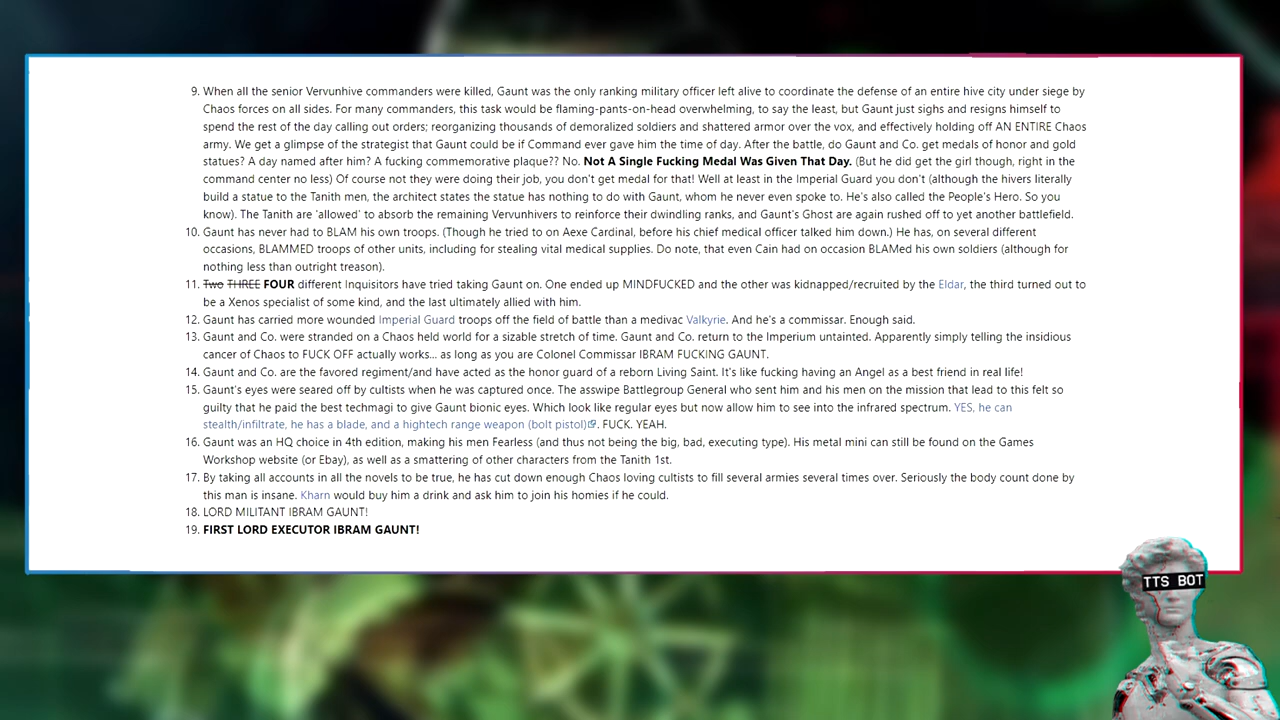 9. When all the senior Vervunhive commanders were killed, Gaunt was the only ranking military officer left alive to coordinate the defense of an entire hive city under siege by
Chaos forces on all sides. For many commanders, this task would be flaming-pants-on-head overwhelming, to say the least, but Gaunt just sighs and resigns himself to
spend the rest of the day calling out orders; reorganizing thousands of demoralized soldiers and shattered armor over the vox, and effectively holding off AN ENTIRE Chaos
army. We get a glimpse of the strategist that Gaunt could be if Command ever gave him the time of day. After the battle, do Gaunt and Co. get medals of honor and gold
statues? A day named after him? A fucking commemorative plaque?? No. Not A Single Fucking Medal Was Given That Day. (But he did get the girl though, right in the
command center no less) Of course not they were doing their job, you don't get medal for that! Well at least in the Imperial Guard you don't (although the hivers literally
build a statue to the Tanith men, the architect states the statue has nothing to do with Gaunt, whom he never even spoke to. He's also called the People's Hero. So you
know). The Tanith are 'allowed' to absorb the remaining Vervunhivers to reinforce their dwindling ranks, and Gaunt's Ghost are again rushed off to yet another battlefield.
10. Gaunt has never had to BLAM his own troops. (Though he tried to on Aexe Cardinal, before his chief medical officer talked him down.) He has, on several different
occasions, BLAMMED troops of other units, including for stealing vital medical supplies. Do note, that even Cain had on occasion BLAMed his own soldiers (although for
nothing less than outright treason).
11. Two THREE FOUR different Inquisitors have tried taking Gaunt on. One ended up MINDFUCKED and the other was kidnapped/recruited by the Eldar, the third turned out to
be a Xenos specialist of some kind, and the last ultimately allied with him.
12. Gaunt has carried more wounded Imperial Guard troops off the field of battle than a medivac Valkyrie. And he's a commissar. Enough said.
13. Gaunt and Co. were stranded on a Chaos held world for a sizable stretch of time. Gaunt and Co. return to the Imperium untainted. Apparently simply telling the insidious
cancer of Chaos to FUCK OFF actually works... as long as you are Colonel Commissar IBRAM FUCKING GAUNT.
14. Gaunt and Co. are the favored regiment/and have acted as the honor guard of a reborn Living Saint. It's like fucking having an Angel as a best friend in real life!
15. Gaunt's eyes were seared off by cultists when he was captured once. The asswipe Battlegroup General who sent him and his men on the mission that lead to this felt so
guilty that he paid the best techmagi to give Gaunt bionic eyes. Which look like regular eyes but now allow him to see into the infrared spectrum. YES, he can
stealth/infiltrate, he has a blade, and a hightech range weapon (bolt pistol). FUCK. YEAH.
16. Gaunt was an HQ choice in 4th edition, making his men Fearless (and thus not being the big, bad, executing type). His metal mini can still be found on the Games
Workshop website (or Ebay), as well as a smattering of other characters from the Tanith 1st.
17. By taking all accounts in all the novels to be true, he has cut down enough Chaos loving cultists to fill several armies several times over. Seriously the body count done by
this man is insane. Kharn would buy him a drink and ask him to join his homies if he could.
18. LORD MILITANT IBRAM GAUNT!
19. FIRST LORD EXECUTOR IBRAM GAUNT!
TTS BOT